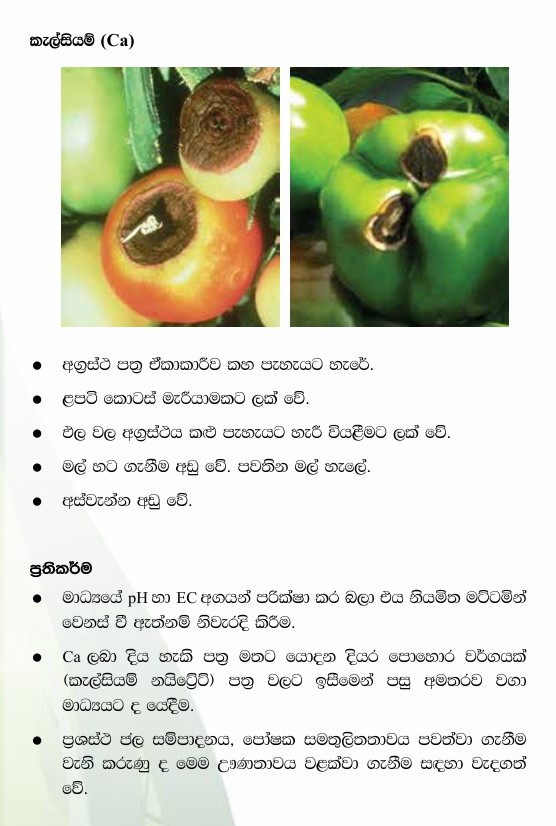 කැල්සියම් (Ca)
● අග්‍රස්ථ පත්‍ර ඒකාකාරීව කහ පැහැයට හැරේ.
● ළපටි කොටස් මැරීයාමකට ලක් වේ.
● ඵල වල අග්‍රස්ථය කළු පැහැයට හැරී වියළීමට ලක් වේ.
● මල් හට ගැනීම අඩු වේ. පවතින මල් හැලේ.
● අස්වැන්න අඩු වේ.
ප්‍රතිකර්ම
● මාධ්‍යයේ pH හා EC අගයන් පරික්ෂා කර බලා එය නියමිත මට්ටමින්
වෙනස් වී ඇත්නම් නිවැරදි කිරීම.
● Ca ලබා දිය හැකි පත්‍ර මතට යොදන දියර පොහොර වර්ගයක්
(කැල්සියම් නයිට්‍රේට්) පත්‍ර වලට ඉසීමෙන් පසු අමතරව වගා
මාධ්‍යයට ද යෙදීම.
● ප්‍රශස්ථ ජල සම්පාදනය, පෝෂක සමතුලිතතාවය පවත්වා ගැනීම
වැනි කරුණු ද මෙම ඌණතාවය වළක්වා ගැනීම සඳහා වැදගත්
වේ.